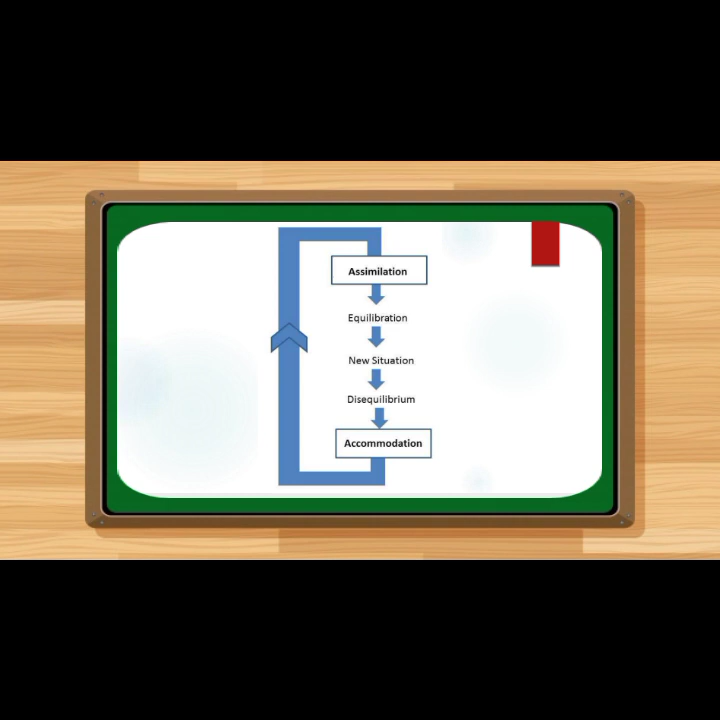 Assimilation
Equilibration
New Situation
Disequilibrium
Accommodation